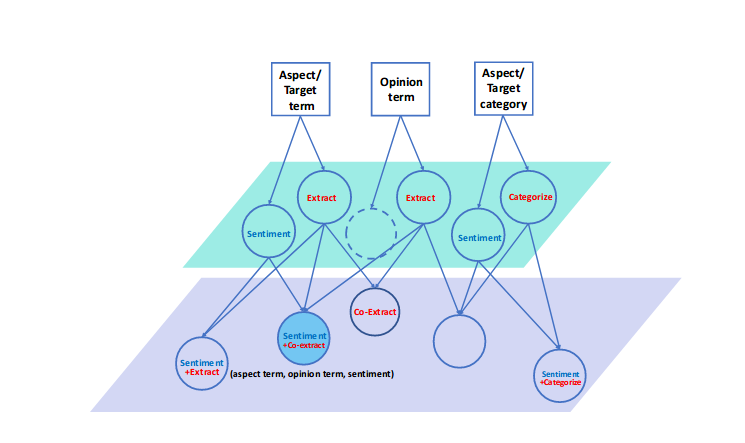 Aspect/
Target
term
Opinion
term
Aspect/
Target
category
Extract
Extract
Categorize
Sentiment
Sentiment
Co-Extract
Sentiment
+Co-extract
Sentiment
+Extract
(aspect term, opinion term, sentiment)
Sentiment
+Categorize